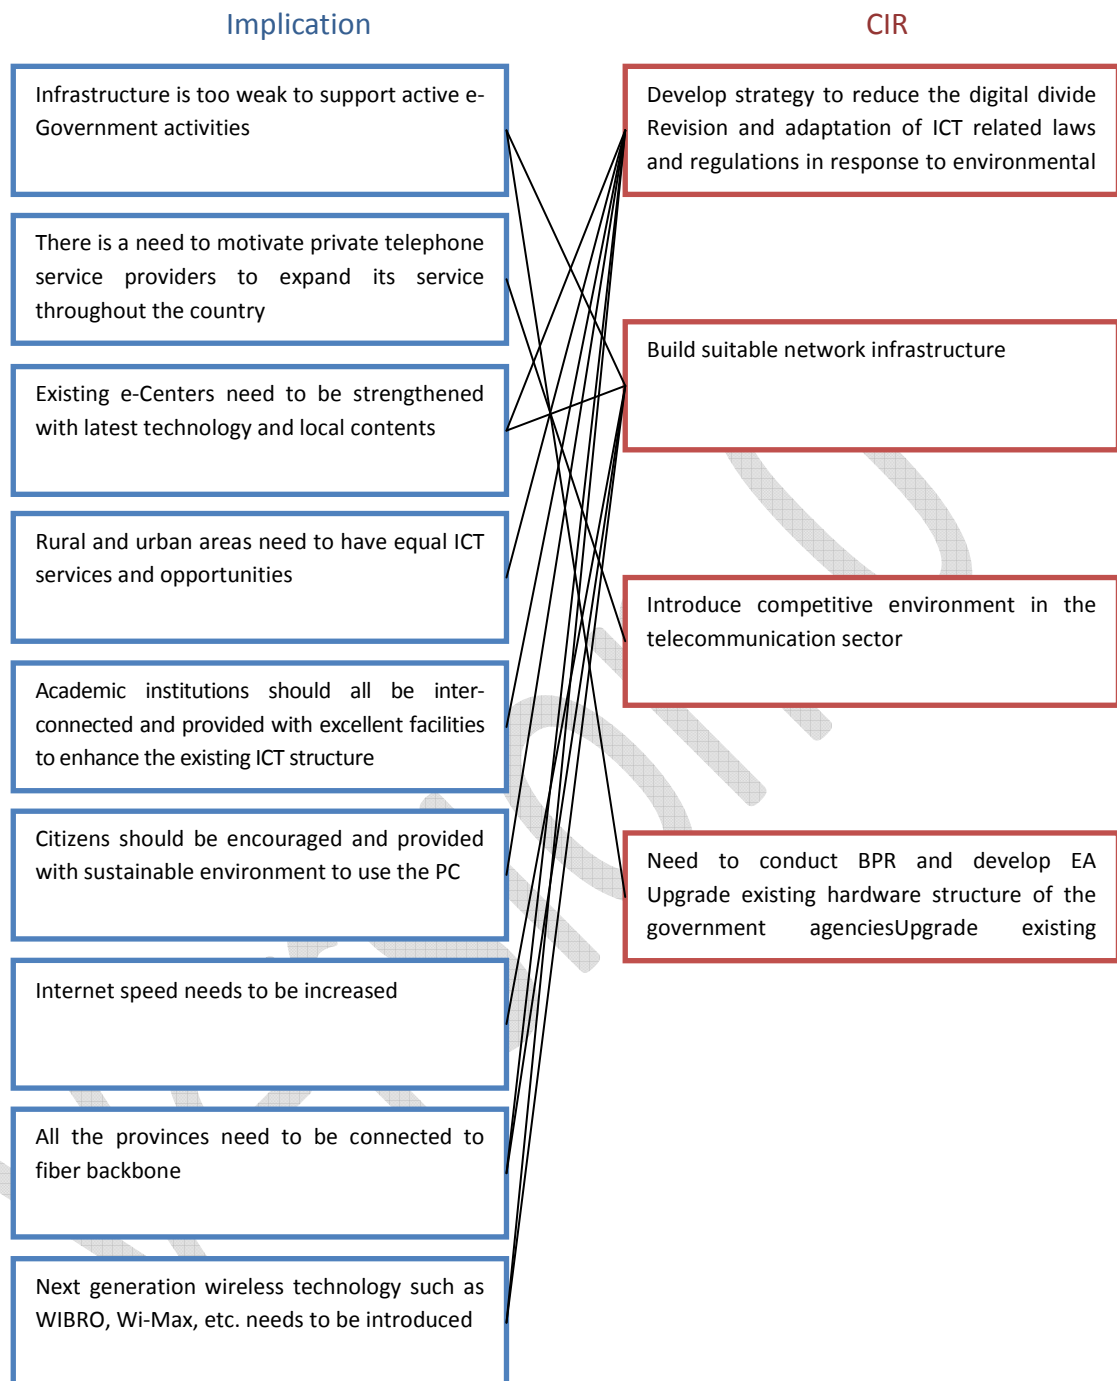 Implication
CIR
Infrastructure is too weak to support active e-
Government activities
There is a need to motivate private telephone
service providers to expand its service
throughout the country
Existing e-Centers need to be strengthened
with latest technology and local contents
Rural and urban areas need to have equal ICT
services and opportunities
Academic institutions should all be inter-
connected and provided with excellent facilities
to enhance the existing ICT structure
Citizens should be encouraged and provided
with sustainable environment to use the PC
Internet speed needs to be increased
All the provinces need to be connected to
fiber backbone
Next generation wireless technology such as
WIBRO, Wi-Max, etc. needs to be introduced
Develop strategy to reduce the digital divide
Revision and adaptation of ICT related laws
and regulations in response to environmental
Build suitable network infrastructure
Introduce competitive environment in the
telecommunication sector
Need to conduct BPR and develop EA
Upgrade existing hardware structure of the
government agenciesUpgrade existing